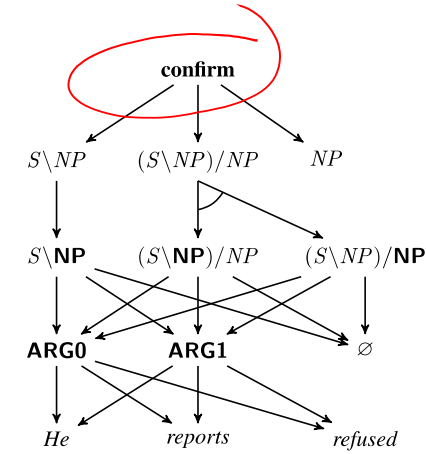 confirm
S\NP (S\NP)/NP NP
S\NP (S\NP)/NP (S\NP)/NP
ARG0 ARG1 ∅
He reports refused